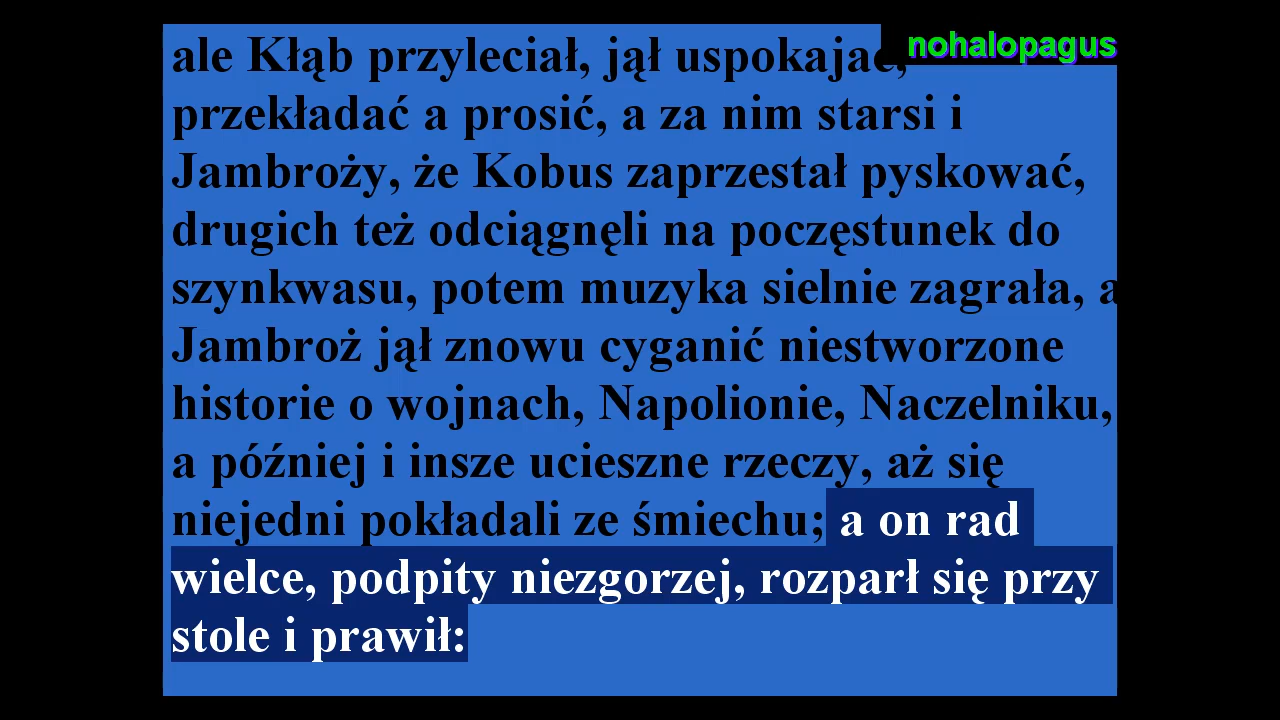 ale Kłąb przyleciał, jął uspokajać,
nohalopagus
przekładać a prosić, a za nim starsi i
Jambroży, że Kobus zaprzestał pyskować,
drugich też odciągnęli na poczęstunek do
szynkwasu, potem muzyka sielnie zagrała, a
Jambroż jął znowu cyganić niestworzone
historie o wojnach, Napolionie, Naczelniku,
a później i insze ucieszne rzeczy, aż się
niejedni pokładali ze śmiechu; a on rad
wielce, podpity niezgorzej, rozparł się przy
stole i prawił: